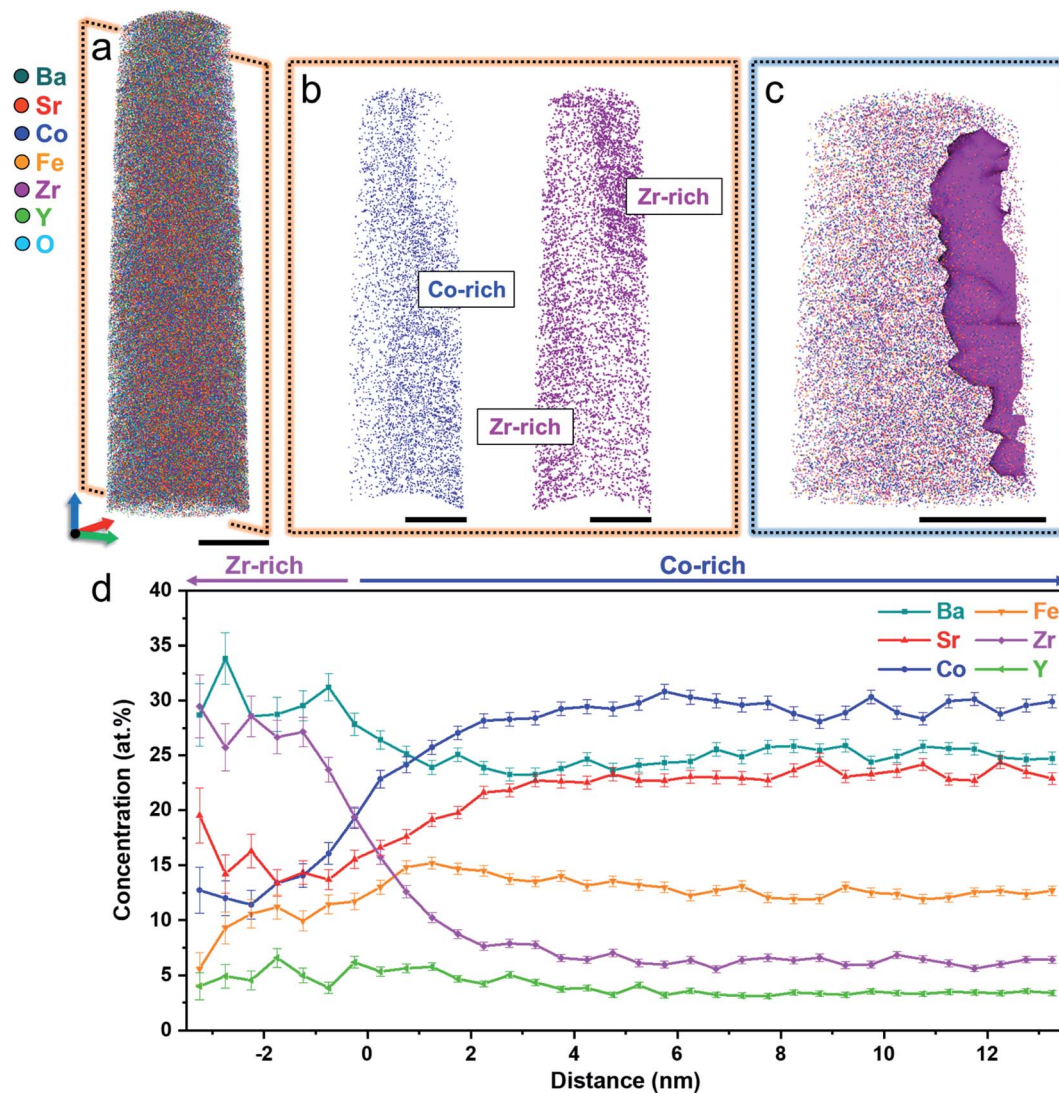 a
Ba
Sr
Co
Fe
Zr
Y
O
b
Co-rich
Zr-rich
Zr-rich
c
Zr-rich
Co-rich
d
Ba Fe
Sr Zr
Co Y
40
35
30
25
20
15
10
5
0
Concentration (at.%)
-2 0 2 4 6 8 10 12
Distance (nm)